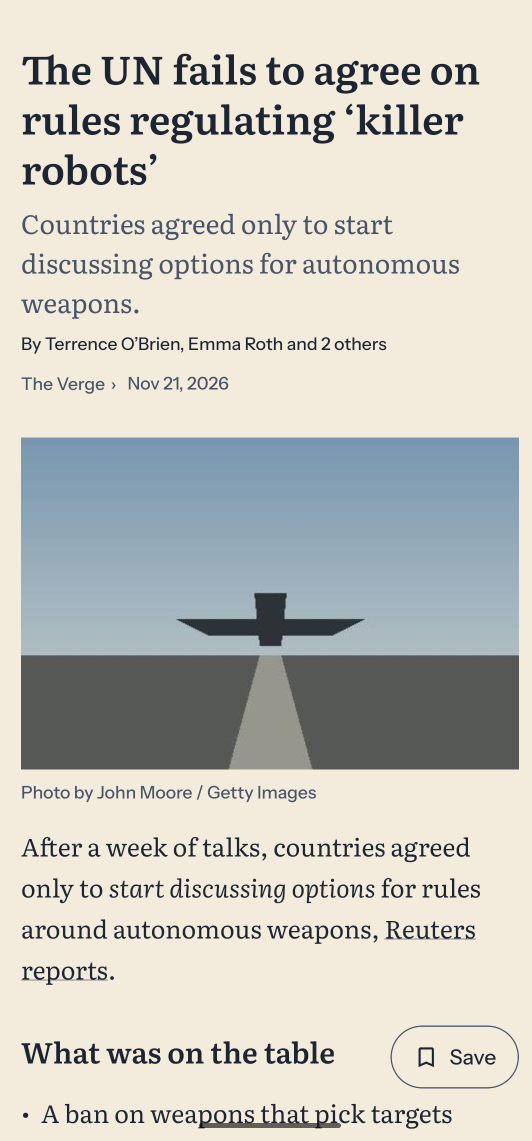 The UN fails to agree on
rules regulating ‘killer
robots’
Countries agreed only to start
discussing options for autonomous
weapons.
By Terrence O’Brien, Emma Roth and 2 others
The Verge › Nov 21, 2026
Photo by John Moore / Getty Images
After a week of talks, countries agreed
only to start discussing options for rules
around autonomous weapons, Reuters
reports.
What was on the table
Save
• A ban on weapons that pick targets